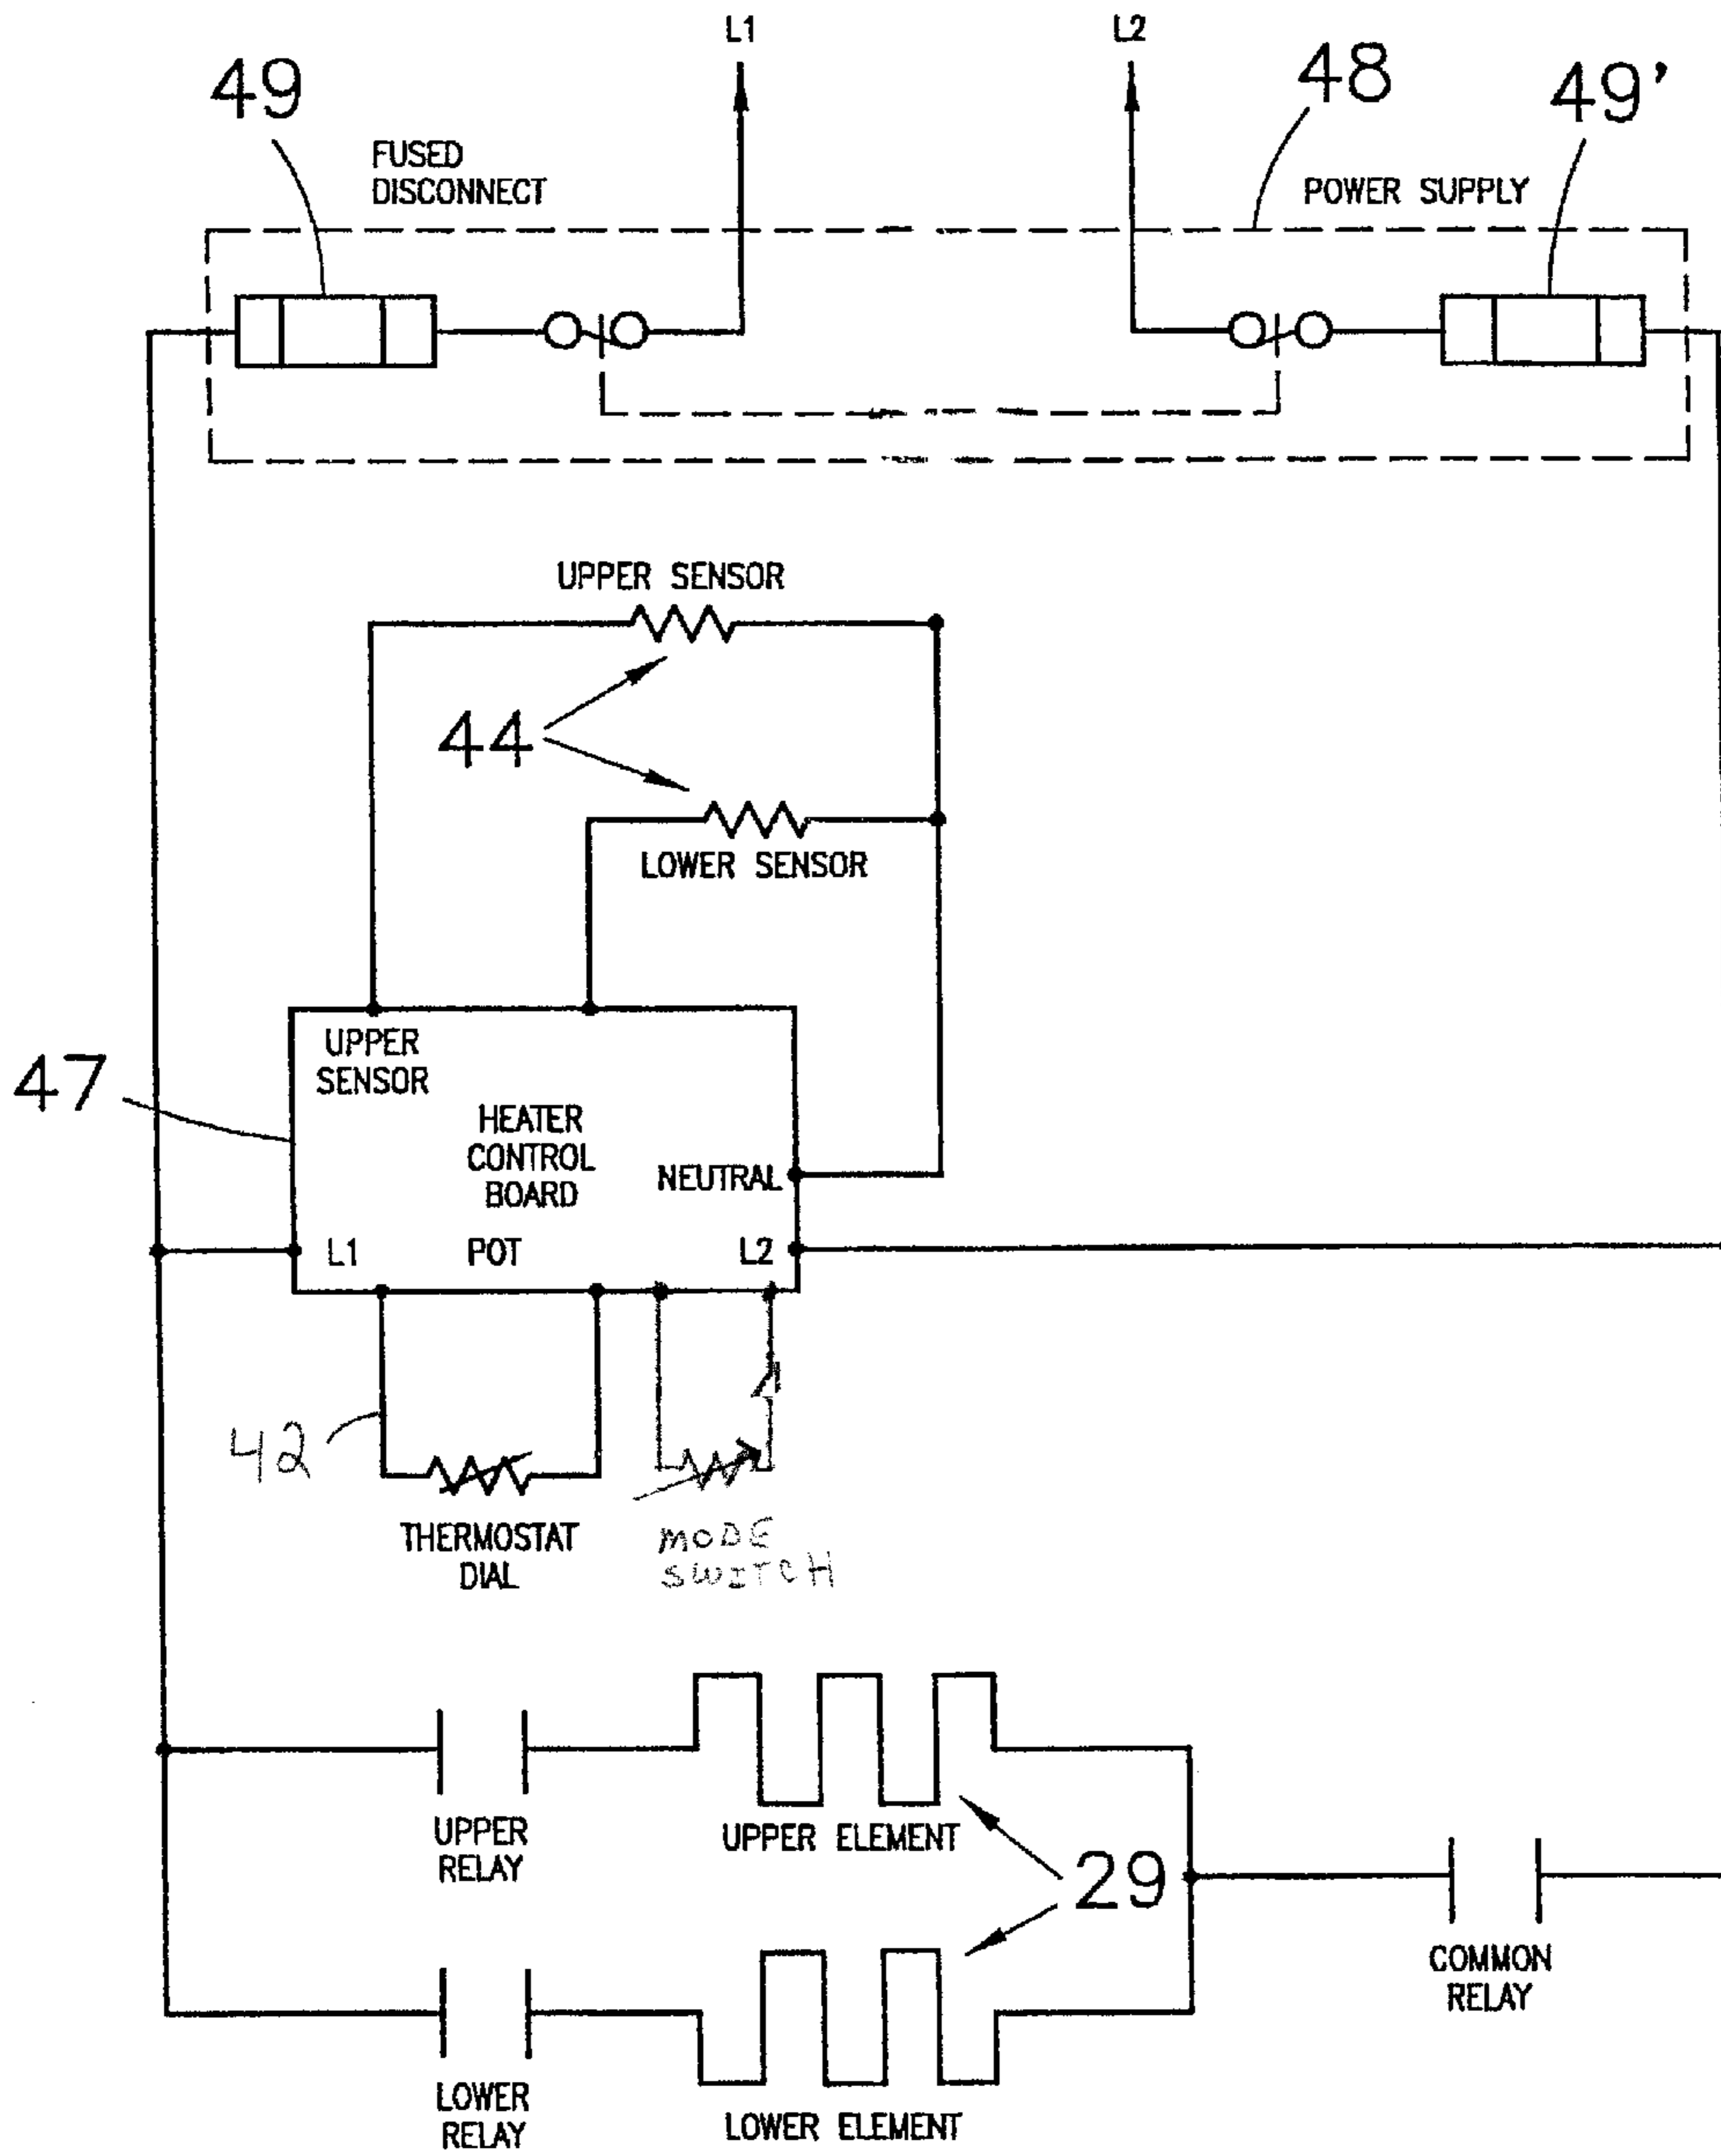 L1
L2
49
48
49'
FUSED
DISCONNECT
POWER SUPPLY
UPPER SENSOR
44
LOWER SENSOR
47
UPPER
SENSOR
HEATER
CONTROL
BOARD
NEUTRAL
L1
POT
L2
42
THERMOSTAT
DIAL
MODE
SWITCH
UPPER
RELAY
UPPER ELEMENT
29
COMMON
RELAY
LOWER
RELAY
LOWER ELEMENT